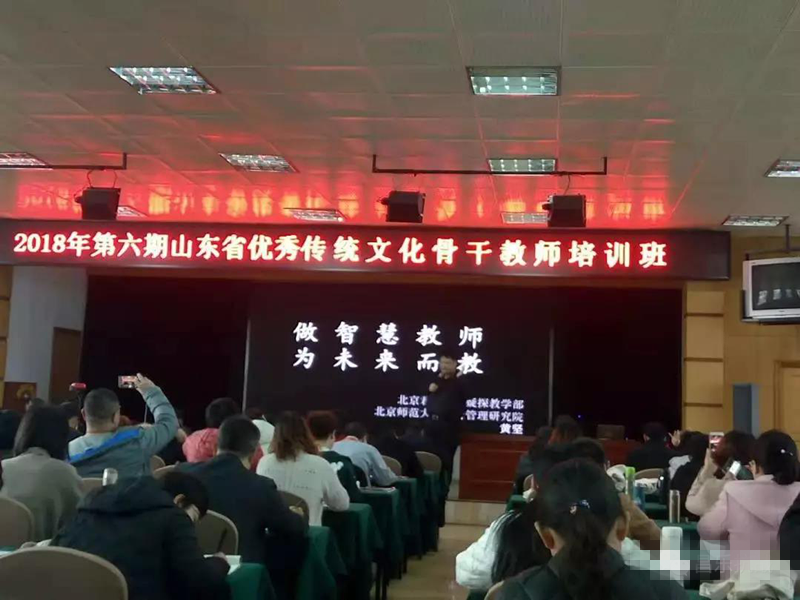 2018年第六期山东省优秀传统文化骨干教师培训班
做智慧教师
为未来而教
北京 探教学部
北京师范大 管理研究院
黄坚